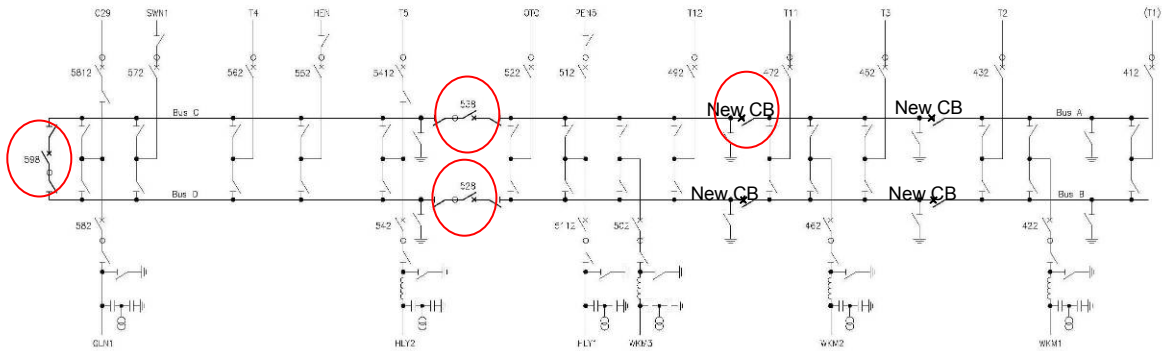 C29 SWN1 T4 HEN T5 OTC PEN6 T12 T11 T3 T2 (T1)
5812 572 562 552 5412 522 512 492 472 452 432 412
538 New CB New CB
Bus C Bus A
598
528 New CB New CB
Bus D Bus B
582 542 5112 502 462 422
HLY2 WKM3 WKM2 WKM1